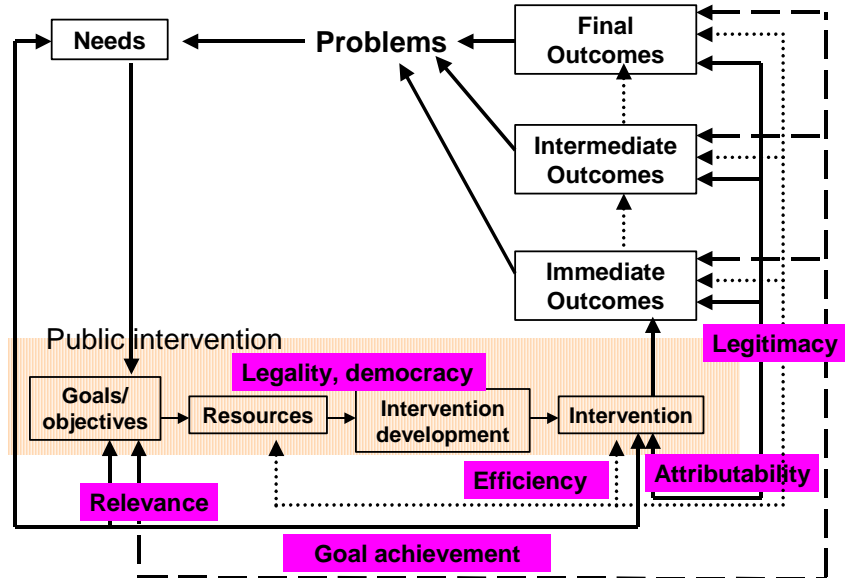 Needs
Problems
Final
Outcomes
Intermediate
Outcomes
Immediate
Outcomes
Public intervention
Legitimacy
Legality, democracy
Goals/
objectives
Resources
Intervention
development
Intervention
Relevance
Efficiency
Attributability
Goal achievement